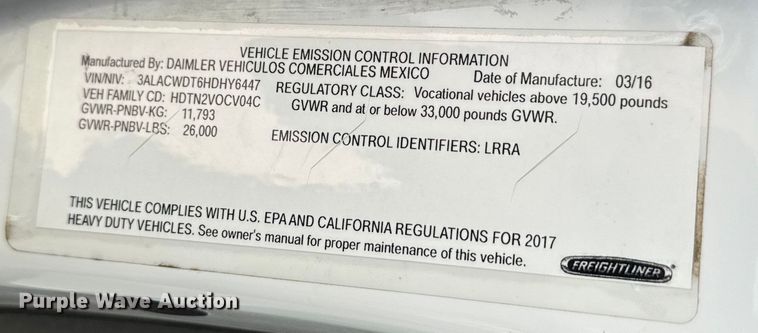 VEHICLE EMISSION CONTROL INFORMATION
Manufactured By: DAIMLER VEHICULOS COMERCIALES MEXICO
Date of Manufacture: 03/16
VIN/NIV: 3ALACWDT6HDHY6447
REGULATORY CLASS: Vocational vehicles above 19,500 pounds
VEH FAMILY CD: HDTN2VOCV04C
GVWR and at or below 33,000 pounds GVWR.
GVWR-PNBV-KG: 11,793
GVWR-PNBV-LBS: 26,000
EMISSION CONTROL IDENTIFIERS: LRRA
THIS VEHICLE COMPLIES WITH U.S. EPA AND CALIFORNIA REGULATIONS FOR 2017
HEAVY DUTY VEHICLES. See owner's manual for proper maintenance of this vehicle.
FREIGHTLINER
Purple Wave Auction